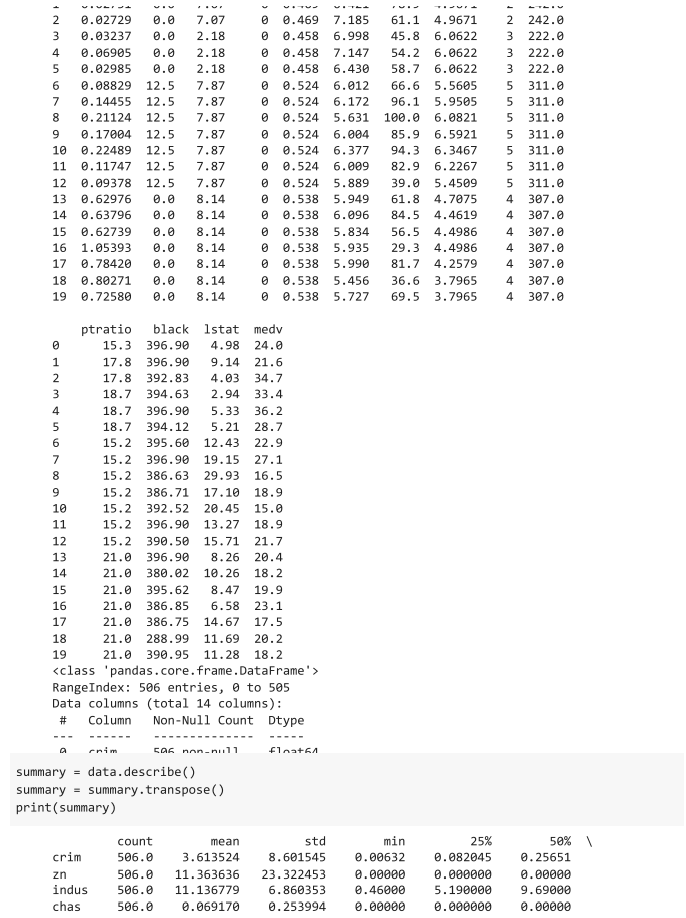 2 0.02729 0.0 7.07 0 0.469 7.185 61.1 4.9671 2 242.0
3 0.03237 0.0 2.18 0 0.458 6.998 45.8 6.0622 3 222.0
4 0.06905 0.0 2.18 0 0.458 7.147 54.2 6.0622 3 222.0
5 0.02985 0.0 2.18 0 0.458 6.430 58.7 6.0622 3 222.0
6 0.08829 12.5 7.87 0 0.524 6.012 66.6 5.5605 5 311.0
7 0.14455 12.5 7.87 0 0.524 6.172 96.1 5.9505 5 311.0
8 0.21124 12.5 7.87 0 0.524 5.631 100.0 6.0821 5 311.0
9 0.17004 12.5 7.87 0 0.524 6.004 85.9 6.5921 5 311.0
10 0.22489 12.5 7.87 0 0.524 6.377 94.3 6.3467 5 311.0
11 0.11747 12.5 7.87 0 0.524 6.009 82.9 6.2267 5 311.0
12 0.09378 12.5 7.87 0 0.524 5.889 39.0 5.4509 5 311.0
13 0.62976 0.0 8.14 0 0.538 5.949 61.8 4.7075 4 307.0
14 0.63796 0.0 8.14 0 0.538 6.096 84.5 4.4619 4 307.0
15 0.62739 0.0 8.14 0 0.538 5.834 56.5 4.4986 4 307.0
16 1.05393 0.0 8.14 0 0.538 5.935 29.3 4.4986 4 307.0
17 0.78420 0.0 8.14 0 0.538 5.990 81.7 4.2579 4 307.0
18 0.80271 0.0 8.14 0 0.538 5.456 36.6 3.7965 4 307.0
19 0.72580 0.0 8.14 0 0.538 5.727 69.5 3.7965 4 307.0
ptratio black lstat medv
0 15.3 396.90 4.98 24.0
1 17.8 396.90 9.14 21.6
2 17.8 392.83 4.03 34.7
3 18.7 394.63 2.94 33.4
4 18.7 396.90 5.33 36.2
5 18.7 394.12 5.21 28.7
6 15.2 395.60 12.43 22.9
7 15.2 396.90 19.15 27.1
8 15.2 386.63 29.93 16.5
9 15.2 386.71 17.10 18.9
10 15.2 392.52 20.45 15.0
11 15.2 396.90 13.27 18.9
12 15.2 390.50 15.71 21.7
13 21.0 396.90 8.26 20.4
14 21.0 380.02 10.26 18.2
15 21.0 395.62 8.47 19.9
16 21.0 386.85 6.58 23.1
17 21.0 386.75 14.67 17.5
18 21.0 288.99 11.69 20.2
19 21.0 390.95 11.28 18.2
<class 'pandas.core.frame.DataFrame'>
RangeIndex: 506 entries, 0 to 505
Data columns (total 14 columns):
# Column Non-Null Count Dtype
--- ------ -------------- -----
0 crim 506 non-null float64
summary = data.describe()
summary = summary.transpose()
print(summary)
count mean std min 25% 50% \
crim 506.0 3.613524 8.601545 0.00632 0.082045 0.25651
zn 506.0 11.363636 23.322453 0.00000 0.000000 0.00000
indus 506.0 11.136779 6.860353 0.46000 5.190000 9.69000
chas 506.0 0.069170 0.253994 0.00000 0.000000 0.00000